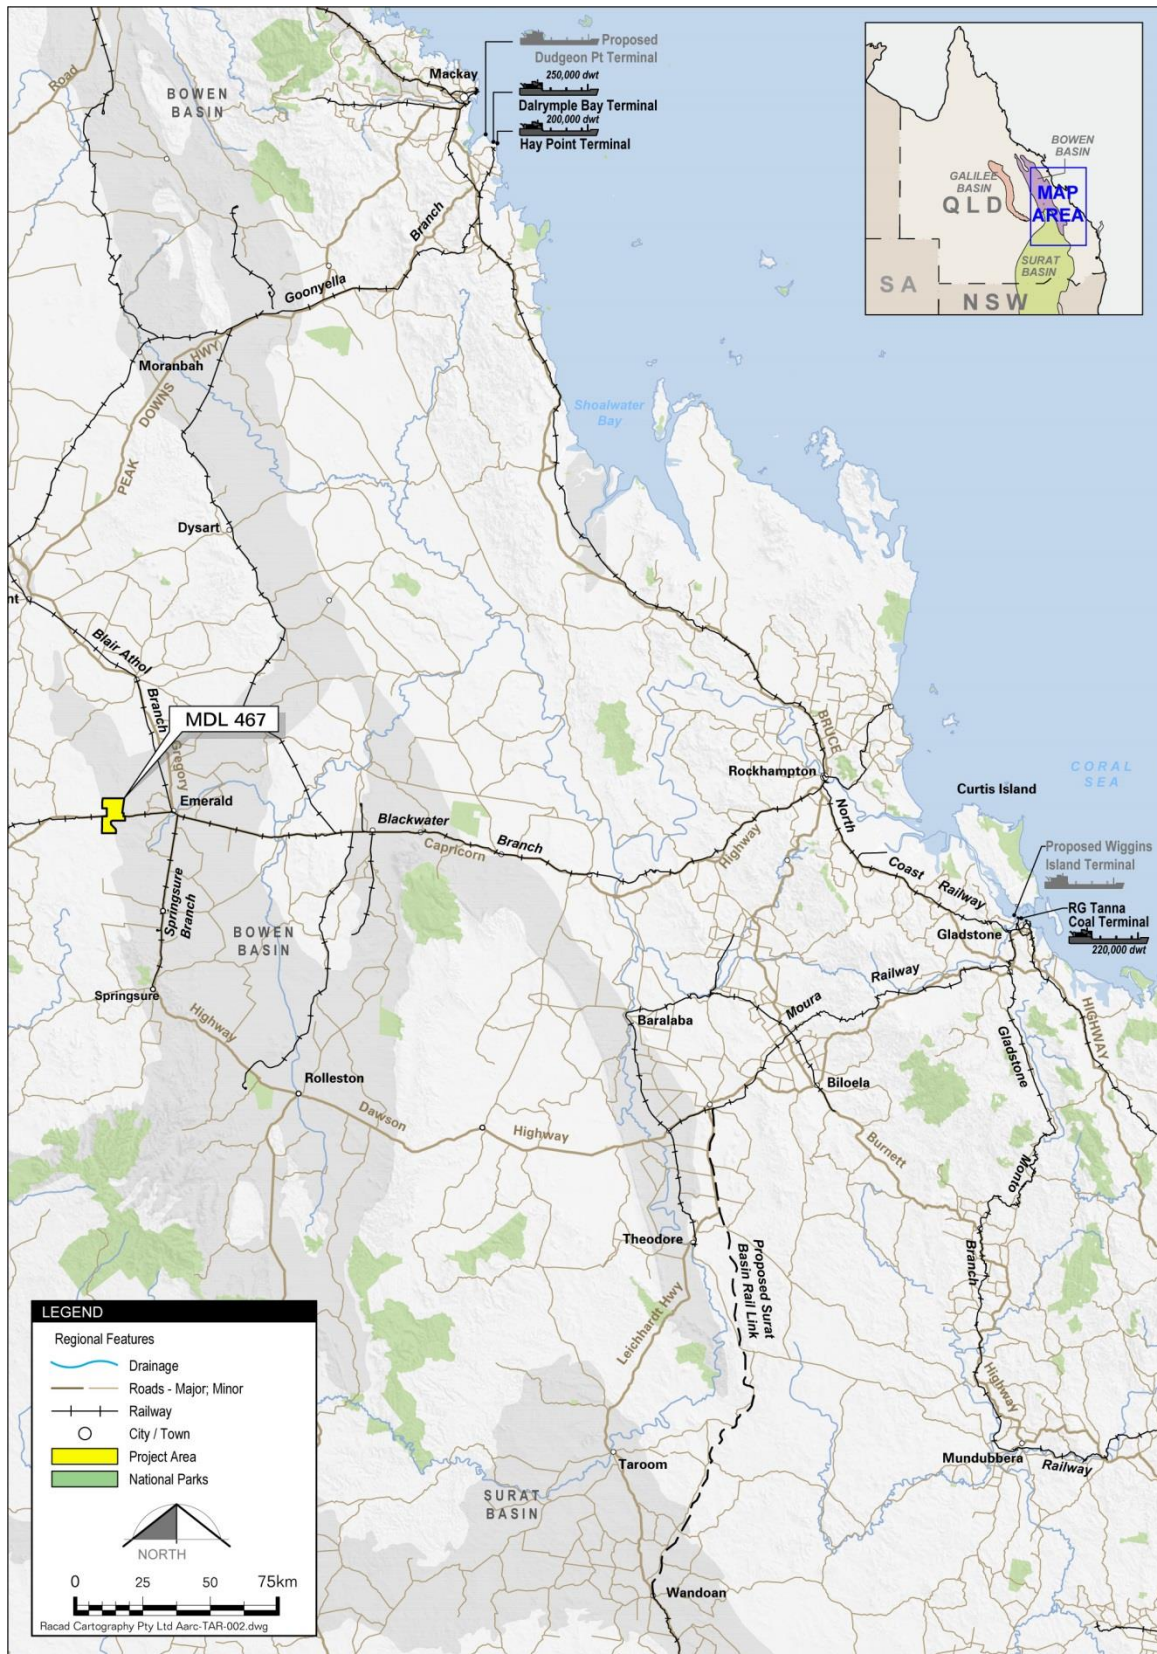 Proposed
Dudgeon Pt Terminal
250,000 dwt
Dalrymple Bay Terminal
200,000 dwt
Hay Point Terminal
Mackay
Road
BOWEN
BASIN
BOWEN
BASIN
GALILEE
BASIN
QLD
MAP
AREA
SURAT
BASIN
SA
NSW
Branch
Goonyella
Moranbah
HWY
DOWNS
PEAK
Shoalwater
Bay
Dysart
nt
Blair Athol
Branch
MDL 467
Gregory
Emerald
BRUCE
Rockhampton
CORAL
SEA
Curtis Island
Blackwater
Capricorn
Branch
Highway
North
Coast
Railway
Proposed Wiggins
Island Terminal
RG Tanna
Coal Terminal
220,000 dwt
Gladstone
Springsure
Branch
BOWEN
BASIN
Springsure
Highway
Railway
Moura
Baralaba
HIGHWAY
Gladstone
Rolleston
Biloela
Dawson
Highway
Burnett
Monto
Theodore
Proposed Surat
Basin Rail Link
Branch
Leichhardt Hwy
Highway
Taroom
Mundubbera
Railway
SURAT
BASIN
Wandoan
LEGEND
Regional Features
Drainage
Roads - Major; Minor
Railway
City / Town
Project Area
National Parks
NORTH
0 25 50 75km
Racad Cartography Pty Ltd Aarc-TAR-002.dwg